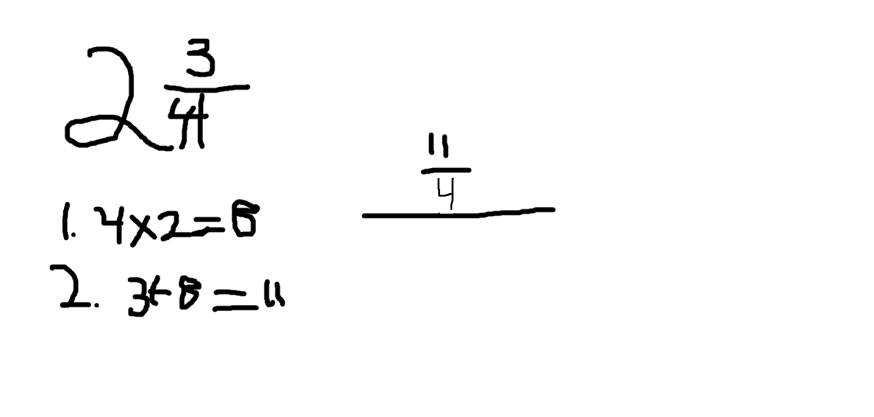 2 3/4
1. 4x2=8
2. 3+8=11
11/4